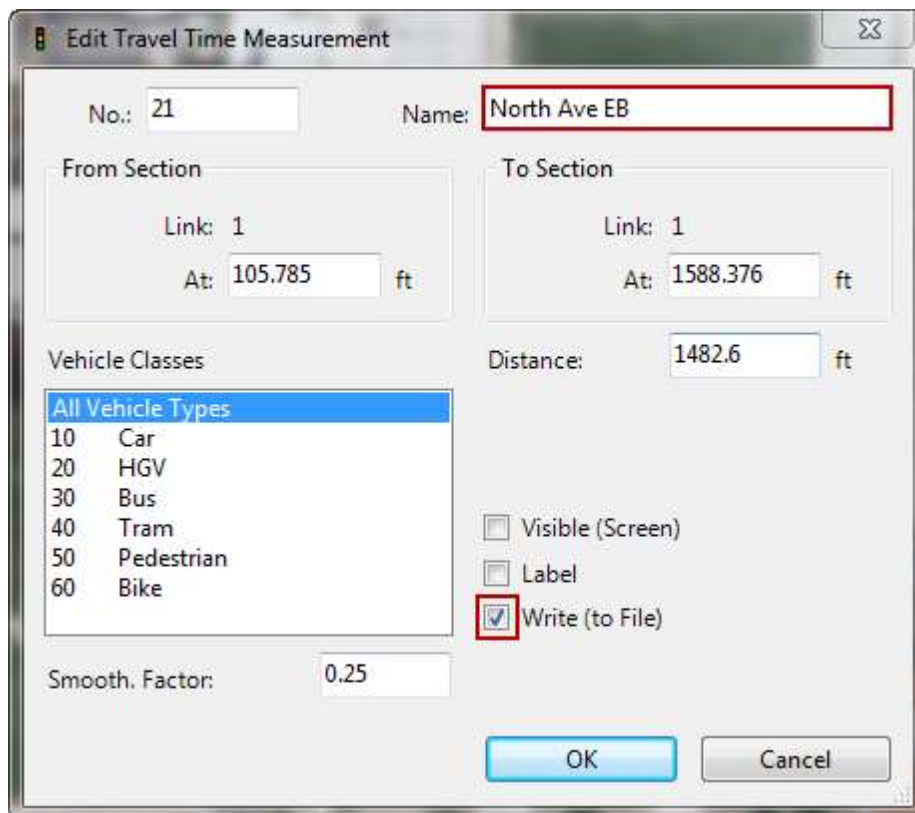 Edit Travel Time Measurement
No.: 21 Name: North Ave EB
From Section To Section
Link: 1 Link: 1
At: 105.785 ft At: 1588.376 ft
Vehicle Classes Distance: 1482.6 ft
All Vehicle Types
10 Car
20 HGV
30 Bus
40 Tram
50 Pedestrian
60 Bike
Visible (Screen)
Label
Write (to File)
Smooth. Factor: 0.25
OK Cancel